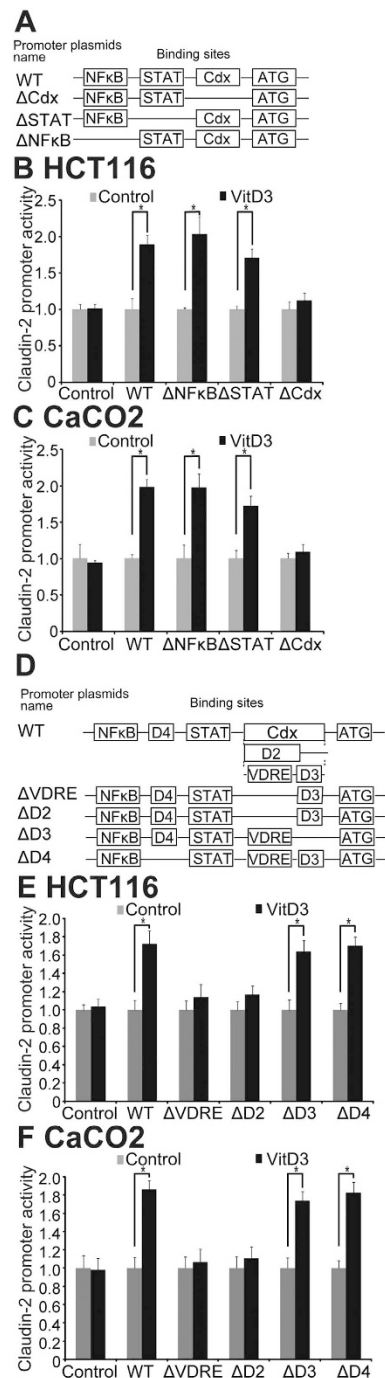 A
Promoter plasmids name Binding sites
WT NFκB STAT Cdx ATG
ΔCdx NFκB STAT ATG
ΔSTAT NFκB Cdx ATG
ΔNFκB STAT Cdx ATG
B HCT116
Control VitD3
Claudin-2 promoter activity
2.5
2.0
1.5
1.0
0.5
0
* * *
Control WT ΔNFκB ΔSTAT ΔCdx
C CaCO2
Control VitD3
Claudin-2 promoter activity
2.5
2.0
1.5
1.0
0.5
0.0
* * *
Control WT ΔNFκB ΔSTAT ΔCdx
D
Promoter plasmids name Binding sites
WT NFκB D4 STAT Cdx ATG
D2
VDRE D3
ΔVDRE NFκB D4 STAT D3 ATG
ΔD2 NFκB D4 STAT D3 ATG
ΔD3 NFκB D4 STAT VDRE ATG
ΔD4 NFκB STAT VDRE D3 ATG
E HCT116
Control VitD3
Claudin-2 promoter activity
2.0
1.8
1.6
1.4
1.2
1.0
0.8
0.6
0.4
0.2
0
* * *
Control WT ΔVDRE ΔD2 ΔD3 ΔD4
F CaCO2
Control VitD3
Claudin-2 promoter activity
2.0
1.8
1.6
1.4
1.2
1.0
0.8
0.6
0.4
0.2
0
* * *
Control WT ΔVDRE ΔD2 ΔD3 ΔD4